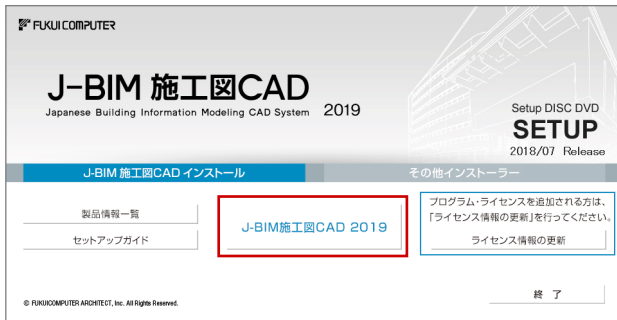 FUKUI COMPUTER
J-BIM 施工図CAD 2019
Japanese Building Information Modeling CAD System
Setup DISC DVD
SETUP
2018/07 Release
J-BIM 施工図CAD インストール
その他インストーラー
製品情報一覧
セットアップガイド
J-BIM施工図CAD 2019
プログラム・ライセンスを追加される方は、
「ライセンス情報の更新」を行ってください。
ライセンス情報の更新
終 了
© FUKUICOMPUTER ARCHITECT, Inc. All Rights Reserved.